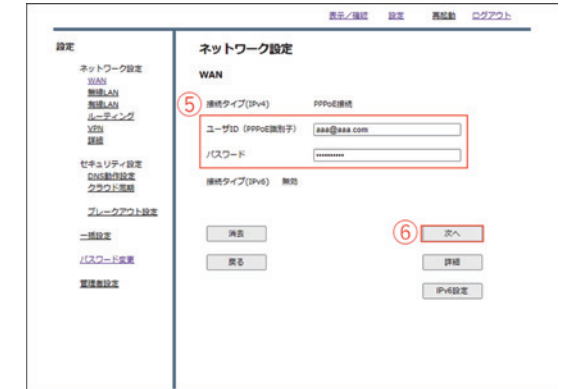 表示／確認 設定 再起動 ログアウト
設定
ネットワーク設定
WAN
無線LAN
有線LAN
ルーティング
VPN
詳細
セキュリティ設定
DNS動作設定
クラウド高頻
ブレークアウト設定
一括設定
パスワード変更
管理者設定
ネットワーク設定
WAN
⑤
接続タイプ(IPv4) PPPoE接続
ユーザID（PPPoE識別子） aaa@aaa.com
パスワード ••••••••••
接続タイプ(IPv6) 無効
消去 ⑥ 次へ
戻る 詳細
IPv6設定